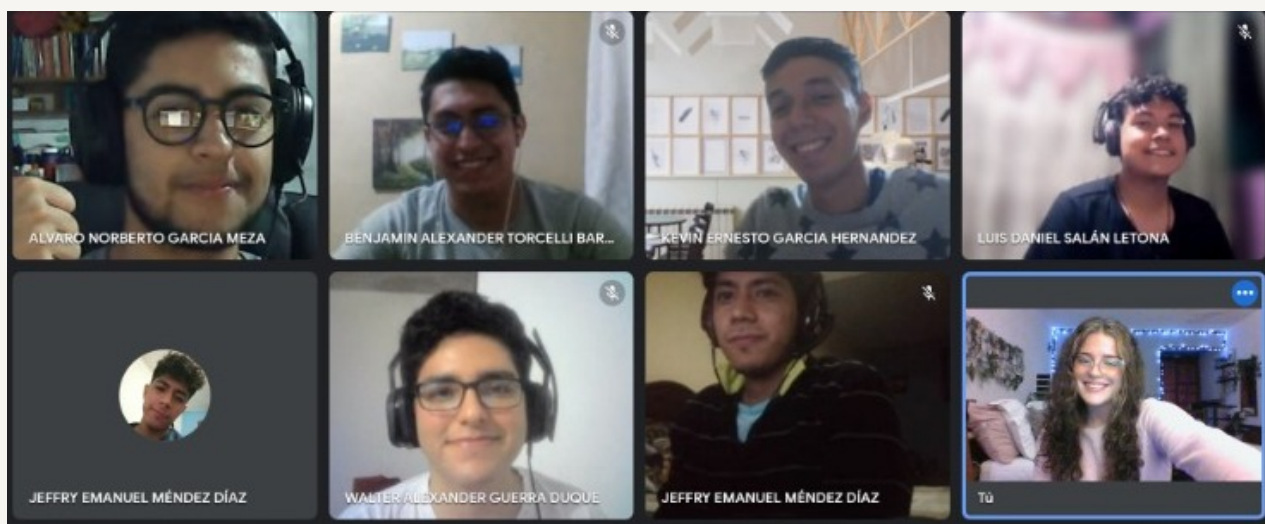 ALVARO NORBERTO GARCIA MEZA
BENJAMIN ALEXANDER TORCELLI BAR...
KEVIN ERNESTO GARCIA HERNANDEZ
LUIS DANIEL SALÁN LETONA
JEFFRY EMANUEL MÉNDEZ DÍAZ
WALTER ALEXANDER GUERRA DUQUE
JEFFRY EMANUEL MÉNDEZ DÍAZ
Tú